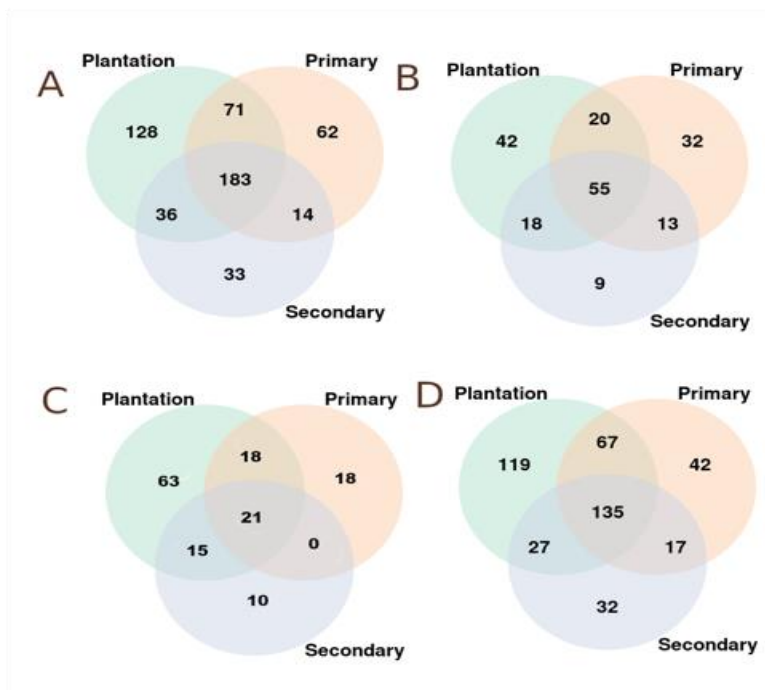 A
Plantation
Primary
71
128
62
183
36
14
33
Secondary
B
Plantation
Primary
20
42
32
55
18
13
9
Secondary
C
Plantation
Primary
18
63
18
21
15
0
10
Secondary
D
Plantation
Primary
67
119
42
135
27
17
32
Secondary